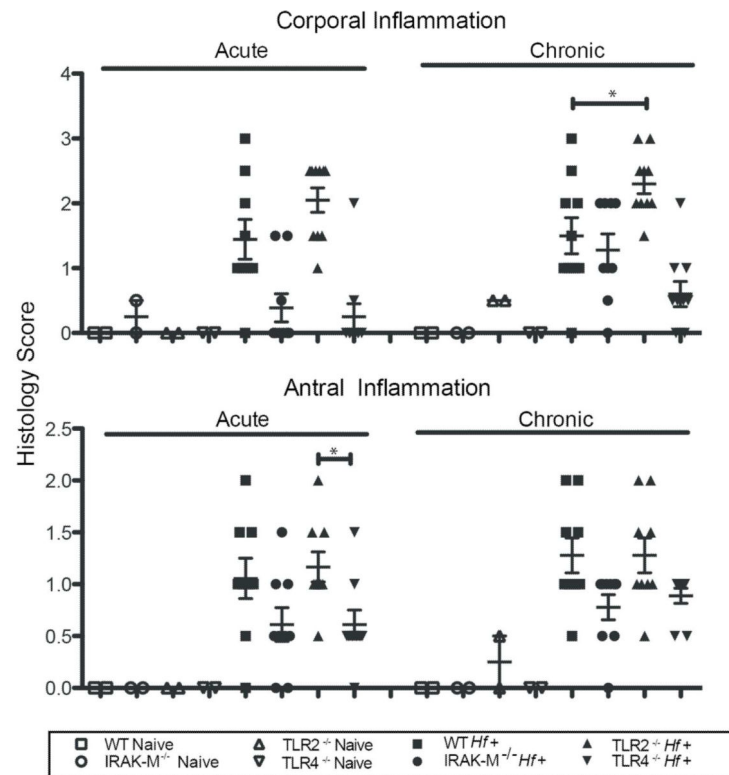 Corporal Inflammation
Acute
Chronic
4
3
2
1
0
*
Histology Score
Antral Inflammation
Acute
Chronic
2.5
2.0
1.5
1.0
0.5
0.0
*
WT Naive
TLR2-/- Naive
WT Hf+
TLR2-/- Hf+
IRAK-M-/- Naive
TLR4-/- Naive
IRAK-M-/- Hf+
TLR4-/- Hf+